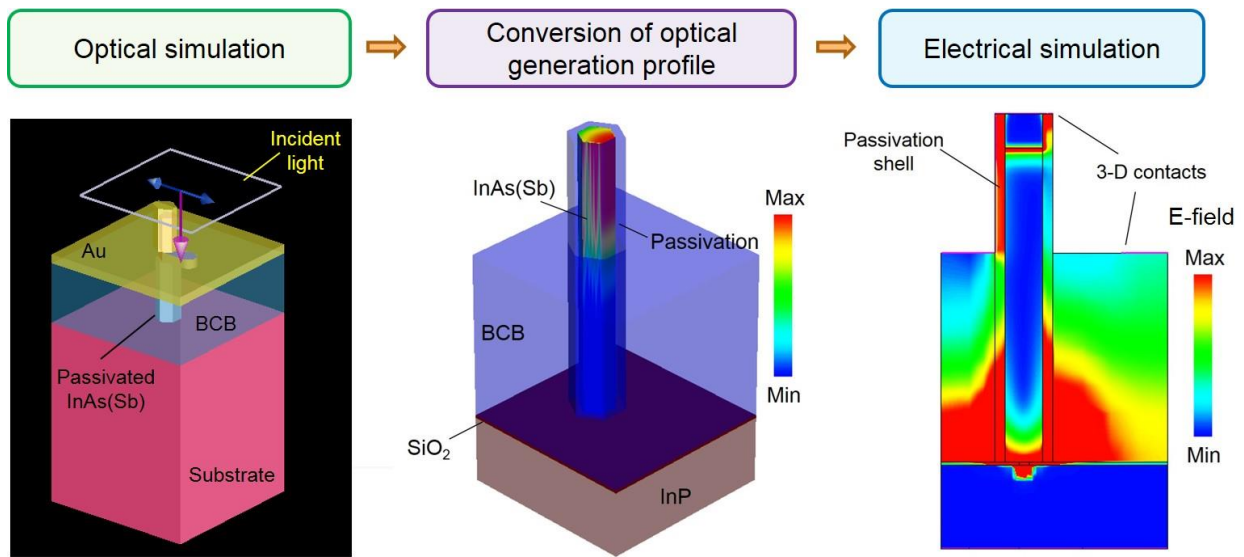 Optical simulation
Conversion of optical
generation profile
Electrical simulation
Incident
light
Au
BCB
Passivated
InAs(Sb)
Substrate
InAs(Sb)
Passivation
BCB
SiO₂
InP
Max
Min
Passivation
shell
3-D contacts
E-field
Max
Min